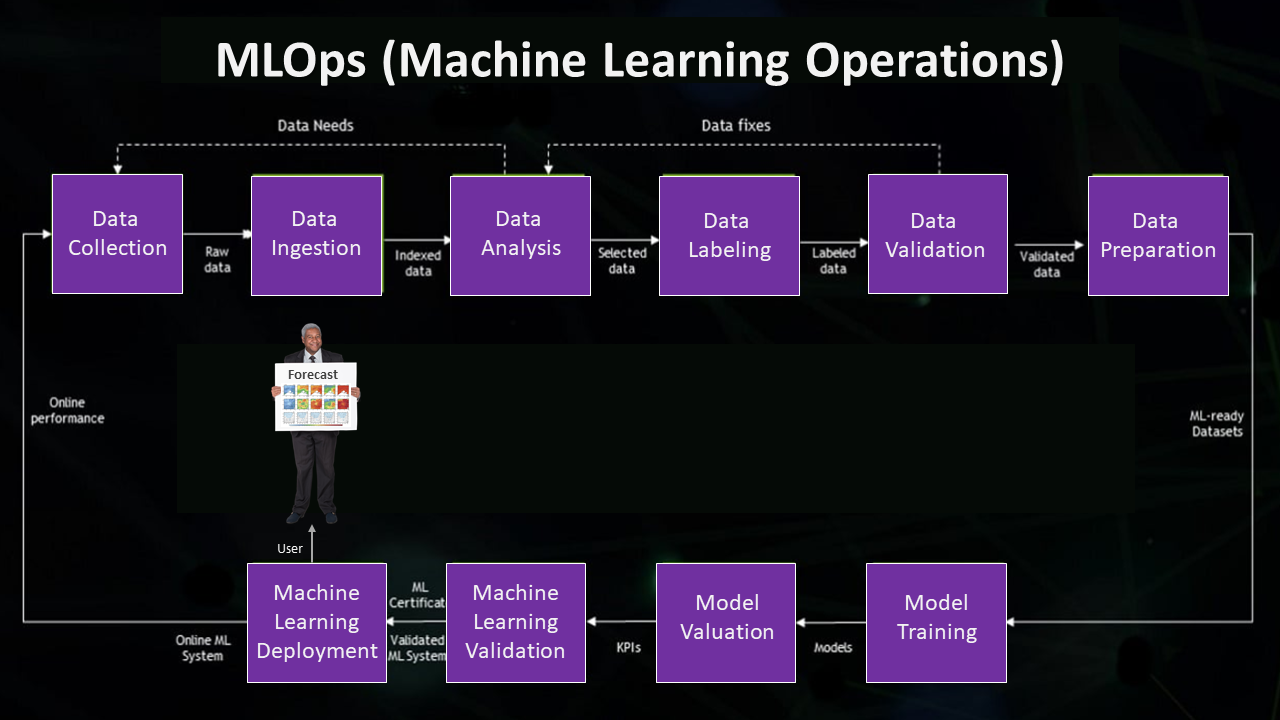 MLOps (Machine Learning Operations)
Data Needs
Data fixes
Data
Collection
Raw
data
Data
Ingestion
Indexed
data
Data
Analysis
Selected
data
Data
Labeling
Labeled
data
Data
Validation
Validated
data
Data
Preparation
Forecast
Online
performance
ML-ready
Datasets
User
Machine
Learning
Deployment
ML
Certificat
Validated
ML System
Machine
Learning
Validation
KPIs
Model
Valuation
Models
Model
Training
Online ML
System